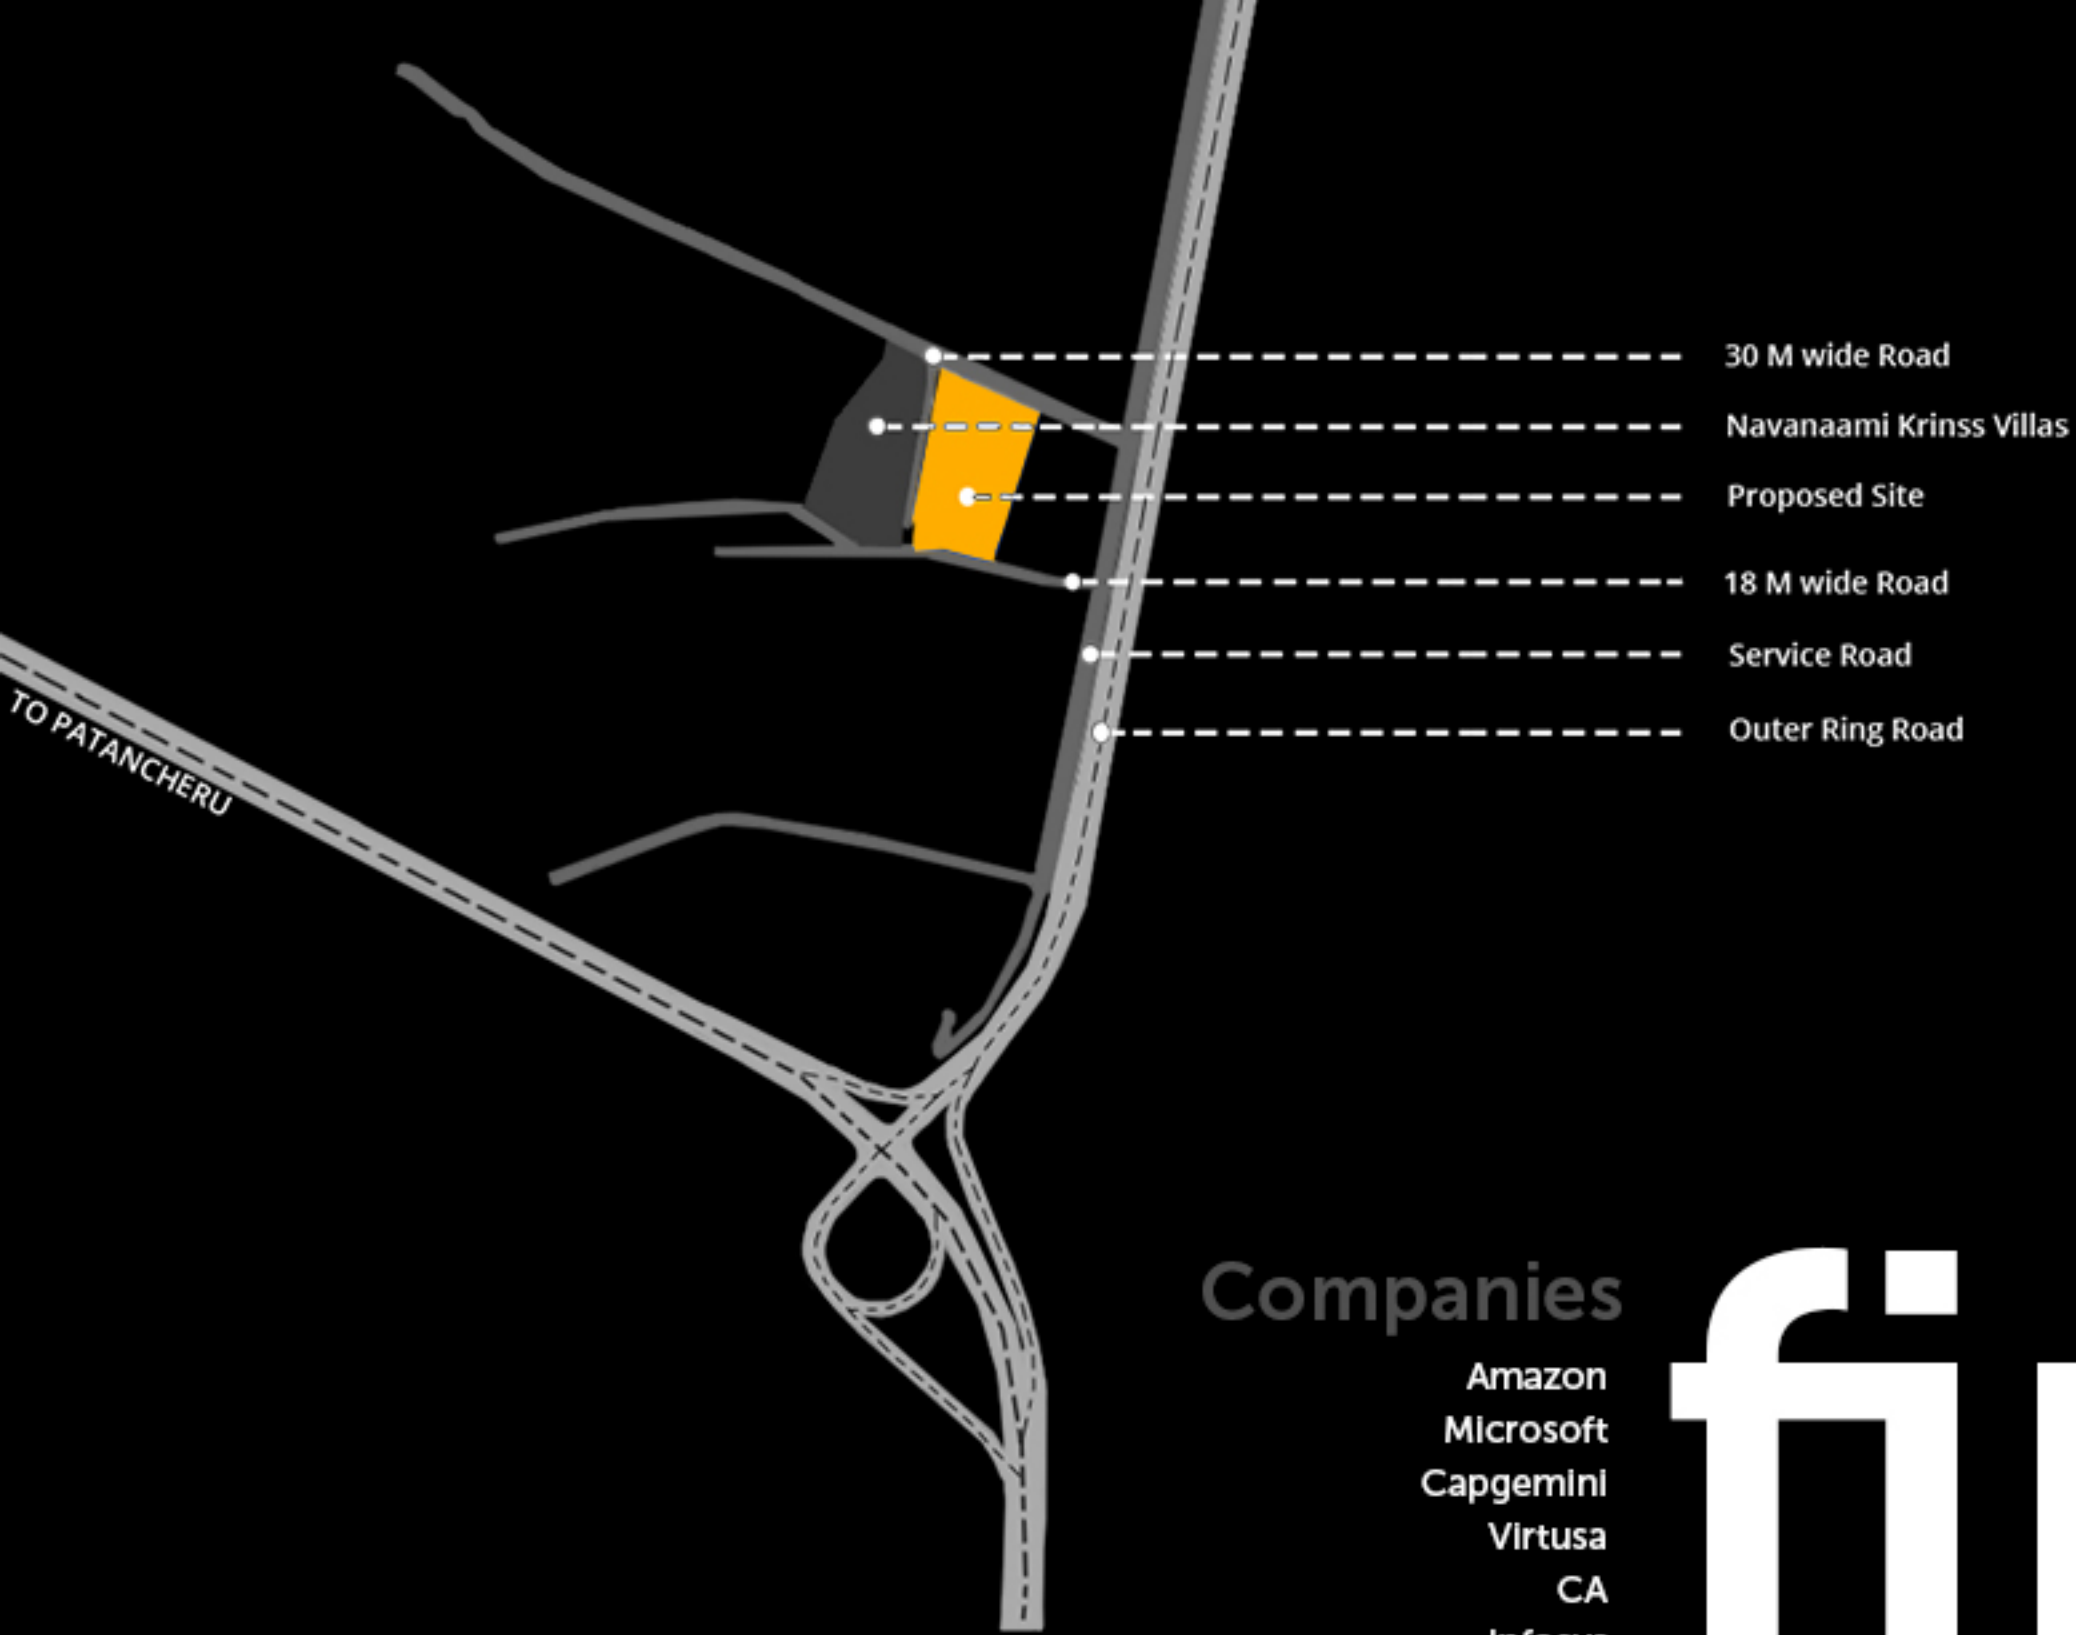 30 M wide Road
Navanaami Krinss Villas
Proposed Site
18 M wide Road
Service Road
Outer Ring Road
TO PATANCHERU
Companies
Amazon
Microsoft
Capgemini
Virtusa
CA
fi